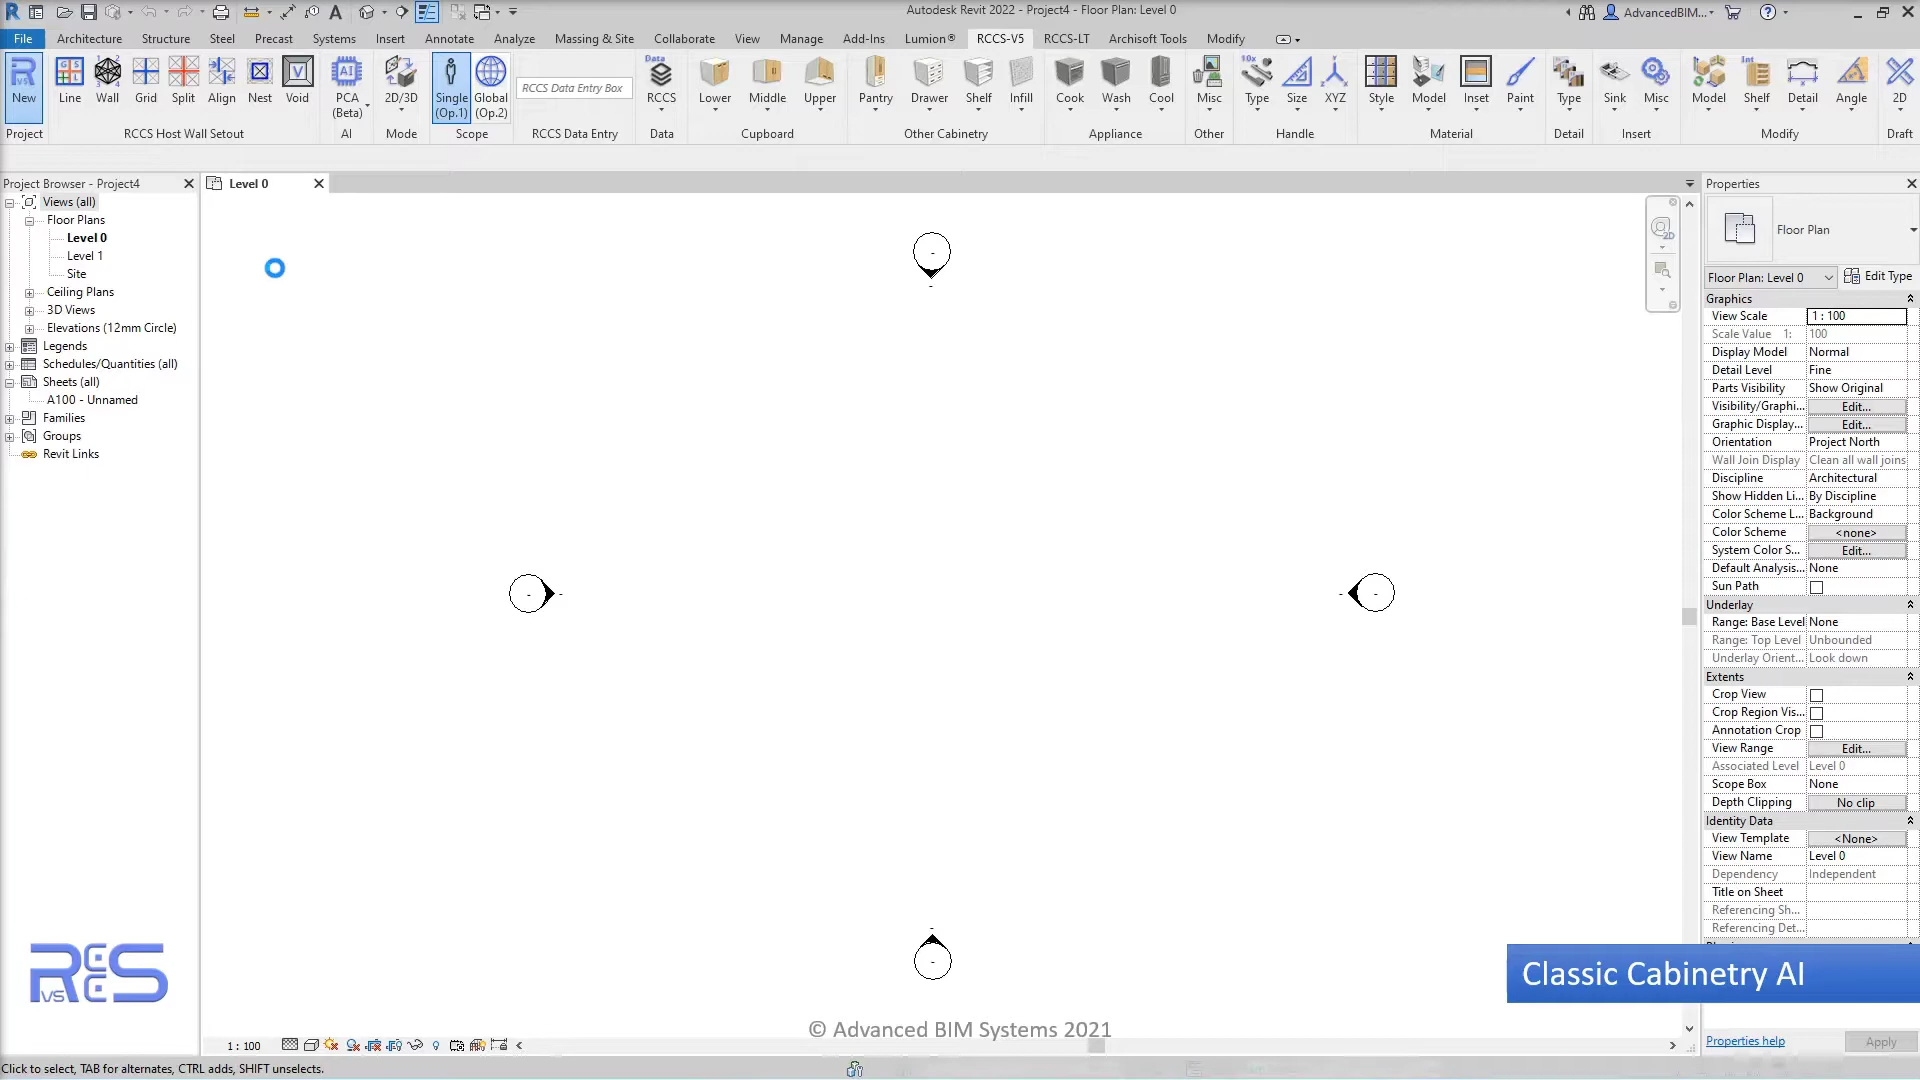 Autodesk Revit 2022 - Project4 - Floor Plan: Level 0
AdvancedBIM...
File Architecture Structure Steel Precast Systems Insert Annotate Analyze Massing & Site Collaborate View Manage Add-Ins Lumion® RCCS-V5 RCCS-LT Archisoft Tools Modify
New Line Wall Grid Split Align Nest Void PCA (Beta) 2D/3D Single (Op.1) Global (Op.2) RCCS Data Entry Box Data RCCS Lower Middle Upper Pantry Drawer Shelf Infill Cook Wash Cool Misc 10x Type Size XYZ Style Model Inset Paint Type Sink Misc Model Int Shelf Detail Angle 2D
Project RCCS Host Wall Setout AI Mode Scope RCCS Data Entry Data Cupboard Other Cabinetry Appliance Other Handle Material Detail Insert Modify Draft
Project Browser - Project4
Views (all)
Floor Plans
Level 0
Level 1
Site
Ceiling Plans
3D Views
Elevations (12mm Circle)
Legends
Schedules/Quantities (all)
Sheets (all)
A100 - Unnamed
Families
Groups
Revit Links
RCCS
VS
Level 0
2D
© Advanced BIM Systems 2021
1 : 100
Properties
Floor Plan
Floor Plan: Level 0 Edit Type
Graphics
View Scale 1 : 100
Scale Value 1: 100
Display Model Normal
Detail Level Fine
Parts Visibility Show Original
Visibility/Graphi... Edit...
Graphic Display... Edit...
Orientation Project North
Wall Join Display Clean all wall joins
Discipline Architectural
Show Hidden Li... By Discipline
Color Scheme L... Background
Color Scheme <none>
System Color S... Edit...
Default Analysis... None
Sun Path
Underlay
Range: Base Level None
Range: Top Level Unbounded
Underlay Orient... Look down
Extents
Crop View
Crop Region Vis...
Annotation Crop
View Range Edit...
Associated Level Level 0
Scope Box None
Depth Clipping No clip
Identity Data
View Template <None>
View Name Level 0
Dependency Independent
Title on Sheet
Referencing Sh...
Referencing Det...
Classic Cabinetry AI
Properties help Apply
Click to select, TAB for alternates, CTRL adds, SHIFT unselects.